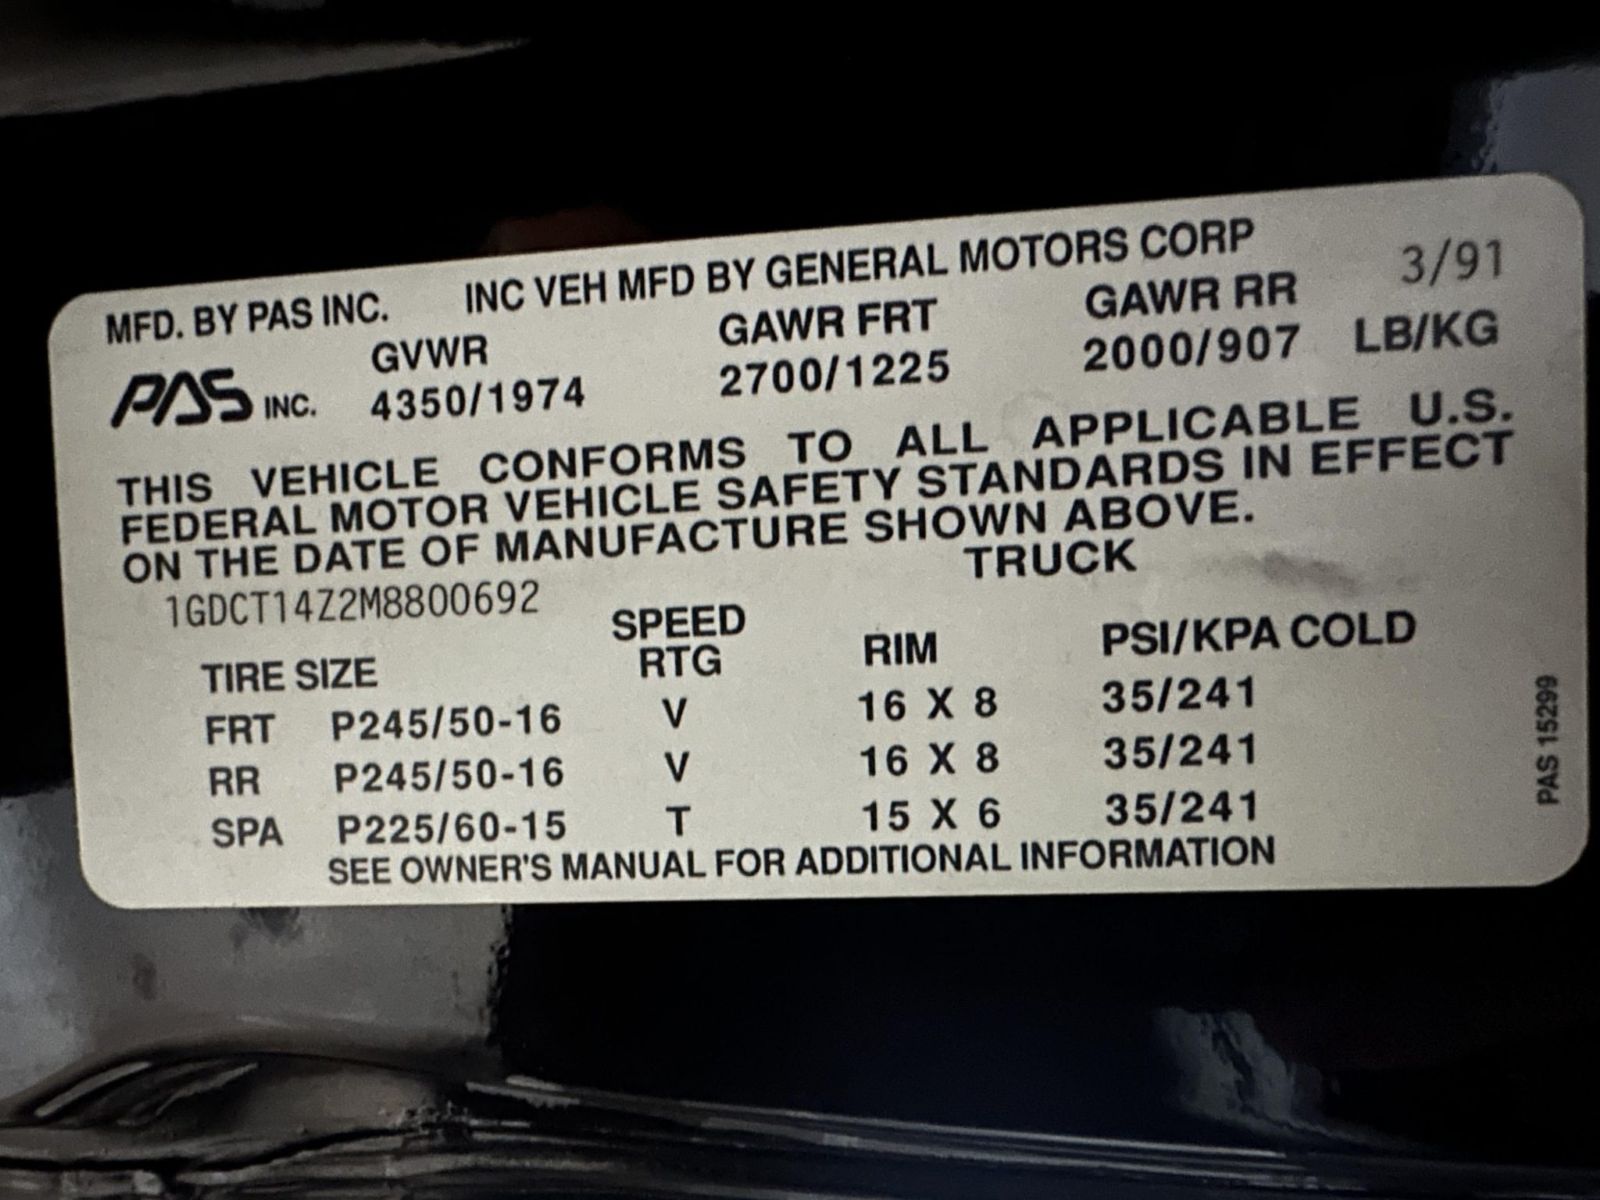 MFD. BY PAS INC. INC VEH MFD BY GENERAL MOTORS CORP 3/91
GVWR GAWR FRT GAWR RR
PAS INC. 4350/1974 2700/1225 2000/907 LB/KG
THIS VEHICLE CONFORMS TO ALL APPLICABLE U.S.
FEDERAL MOTOR VEHICLE SAFETY STANDARDS IN EFFECT
ON THE DATE OF MANUFACTURE SHOWN ABOVE.
TRUCK
1GDCT14Z2M8800692
TIRE SIZE SPEED RTG RIM PSI/KPA COLD
FRT P245/50-16 V 16 X 8 35/241
RR P245/50-16 V 16 X 8 35/241
SPA P225/60-15 T 15 X 6 35/241
SEE OWNER'S MANUAL FOR ADDITIONAL INFORMATION
PAS 15299